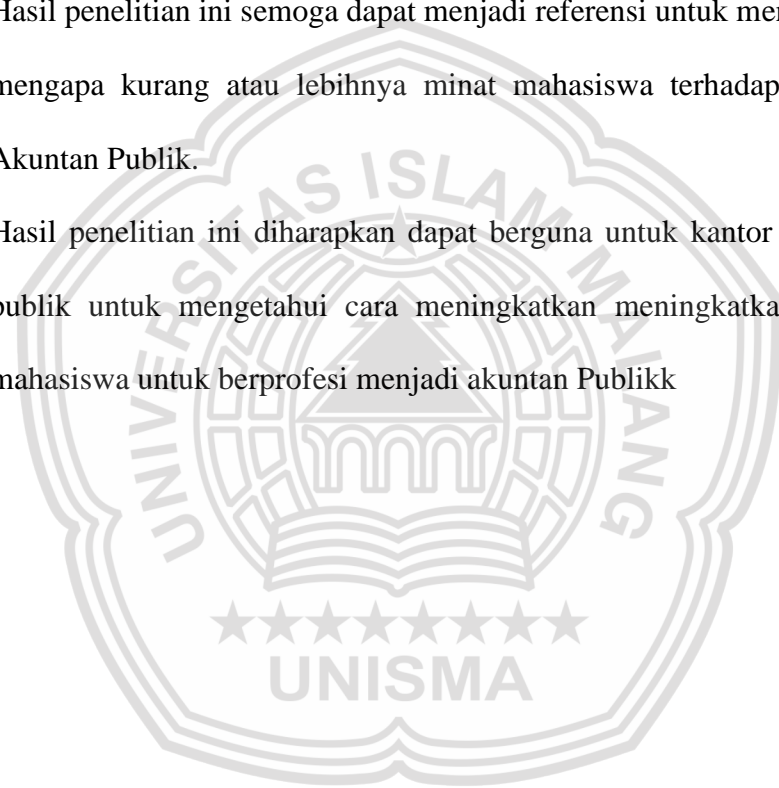 Hasil penelitian ini semoga dapat menjadi referensi untuk
mengapa kurang atau lebihnya minat mahasiswa terhadap
Akuntan Publik.
Hasil penelitian ini diharapkan dapat berguna untuk kantor
publik untuk mengetahui cara meningkatkan meningkatka
mahasiswa untuk berprofesi menjadi akuntan Publikk
UNIVERSITAS ISLAM MALANG
UNISMA